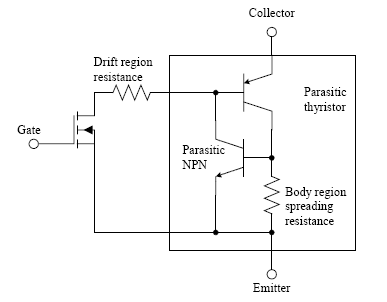 Collector
Drift region
resistance
Parasitic
thyristor
Gate
Parasitic
NPN
Body region
spreading
resistance
Emitter